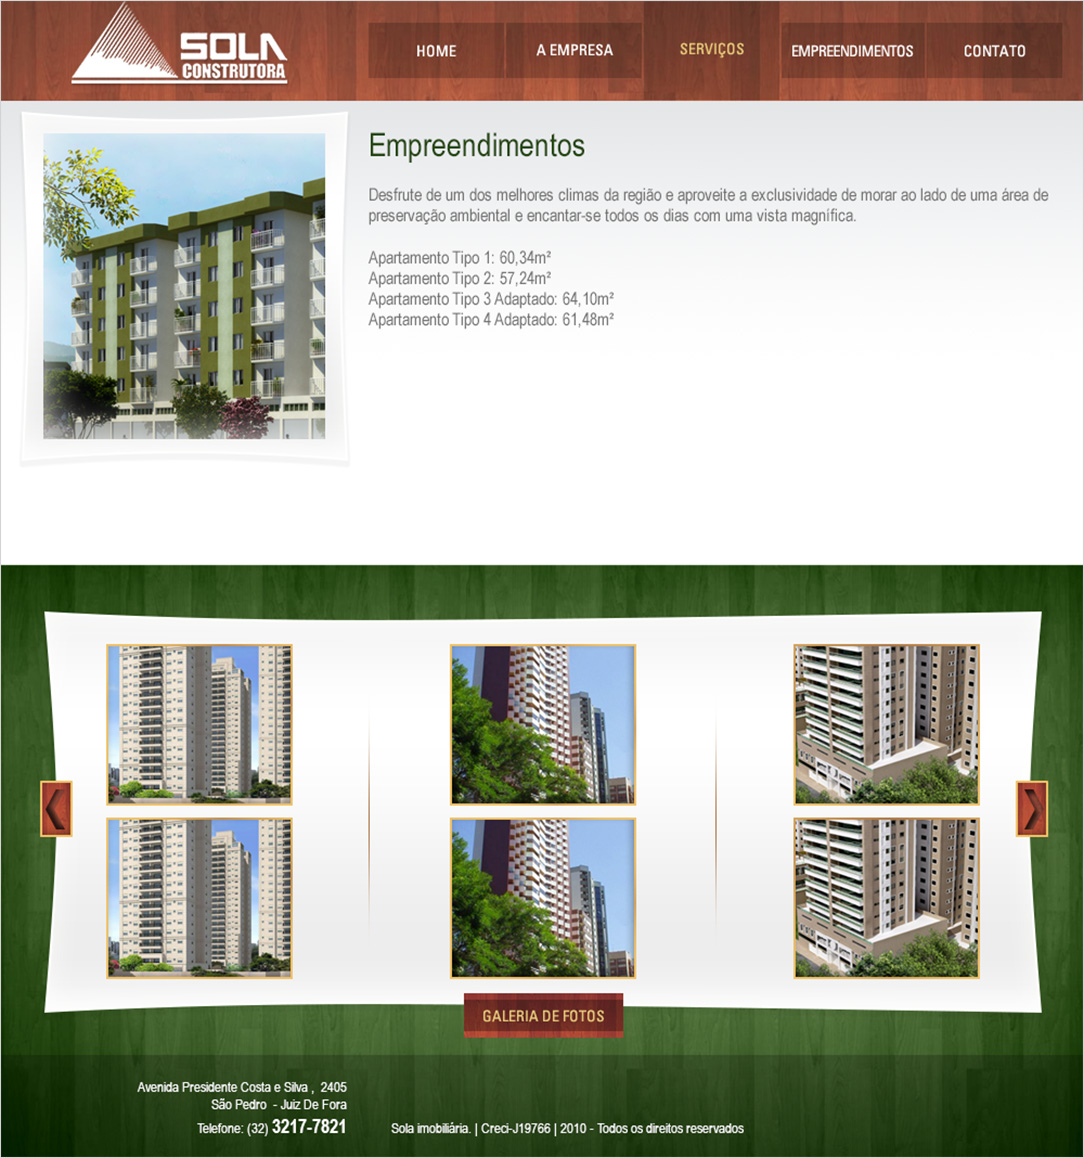 SOLA
CONSTRUTORA
HOME
A EMPRESA
SERVIÇOS
EMPREENDIMENTOS
CONTATO
Empreendimentos
Desfrute de um dos melhores climas da região e aproveite a exclusividade de morar ao lado de uma área de
preservação ambiental e encantar-se todos os dias com uma vista magnífica.
Apartamento Tipo 1: 60,34m²
Apartamento Tipo 2: 57,24m²
Apartamento Tipo 3 Adaptado: 64,10m²
Apartamento Tipo 4 Adaptado: 61,48m²
GALERIA DE FOTOS
Avenida Presidente Costa e Silva , 2405
São Pedro - Juiz De Fora
Telefone: (32) 3217-7821
Sola imobiliária. | Creci-J19766 | 2010 - Todos os direitos reservados